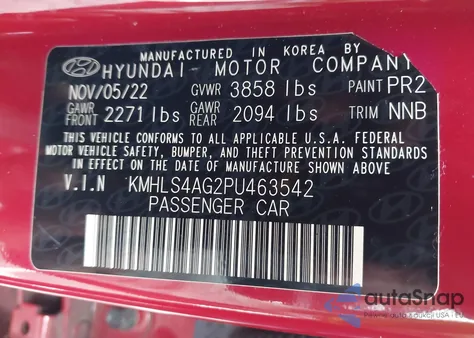 MANUFACTURED IN KOREA BY
HYUNDAI MOTOR COMPANY
NOV/05/22 GVWR 3858 lbs PAINT PR2
GAWR FRONT 2271 lbs GAWR REAR 2094 lbs TRIM NNB
THIS VEHICLE CONFORMS TO ALL APPLICABLE U.S.A. FEDERAL
MOTOR VEHICLE SAFETY, BUMPER, AND THEFT PREVENTION STANDARDS
IN EFFECT ON THE DATE OF MANUFACTURE SHOWN ABOVE.
V.I.N KMHLS4AG2PU463542
PASSENGER CAR
autoSnap